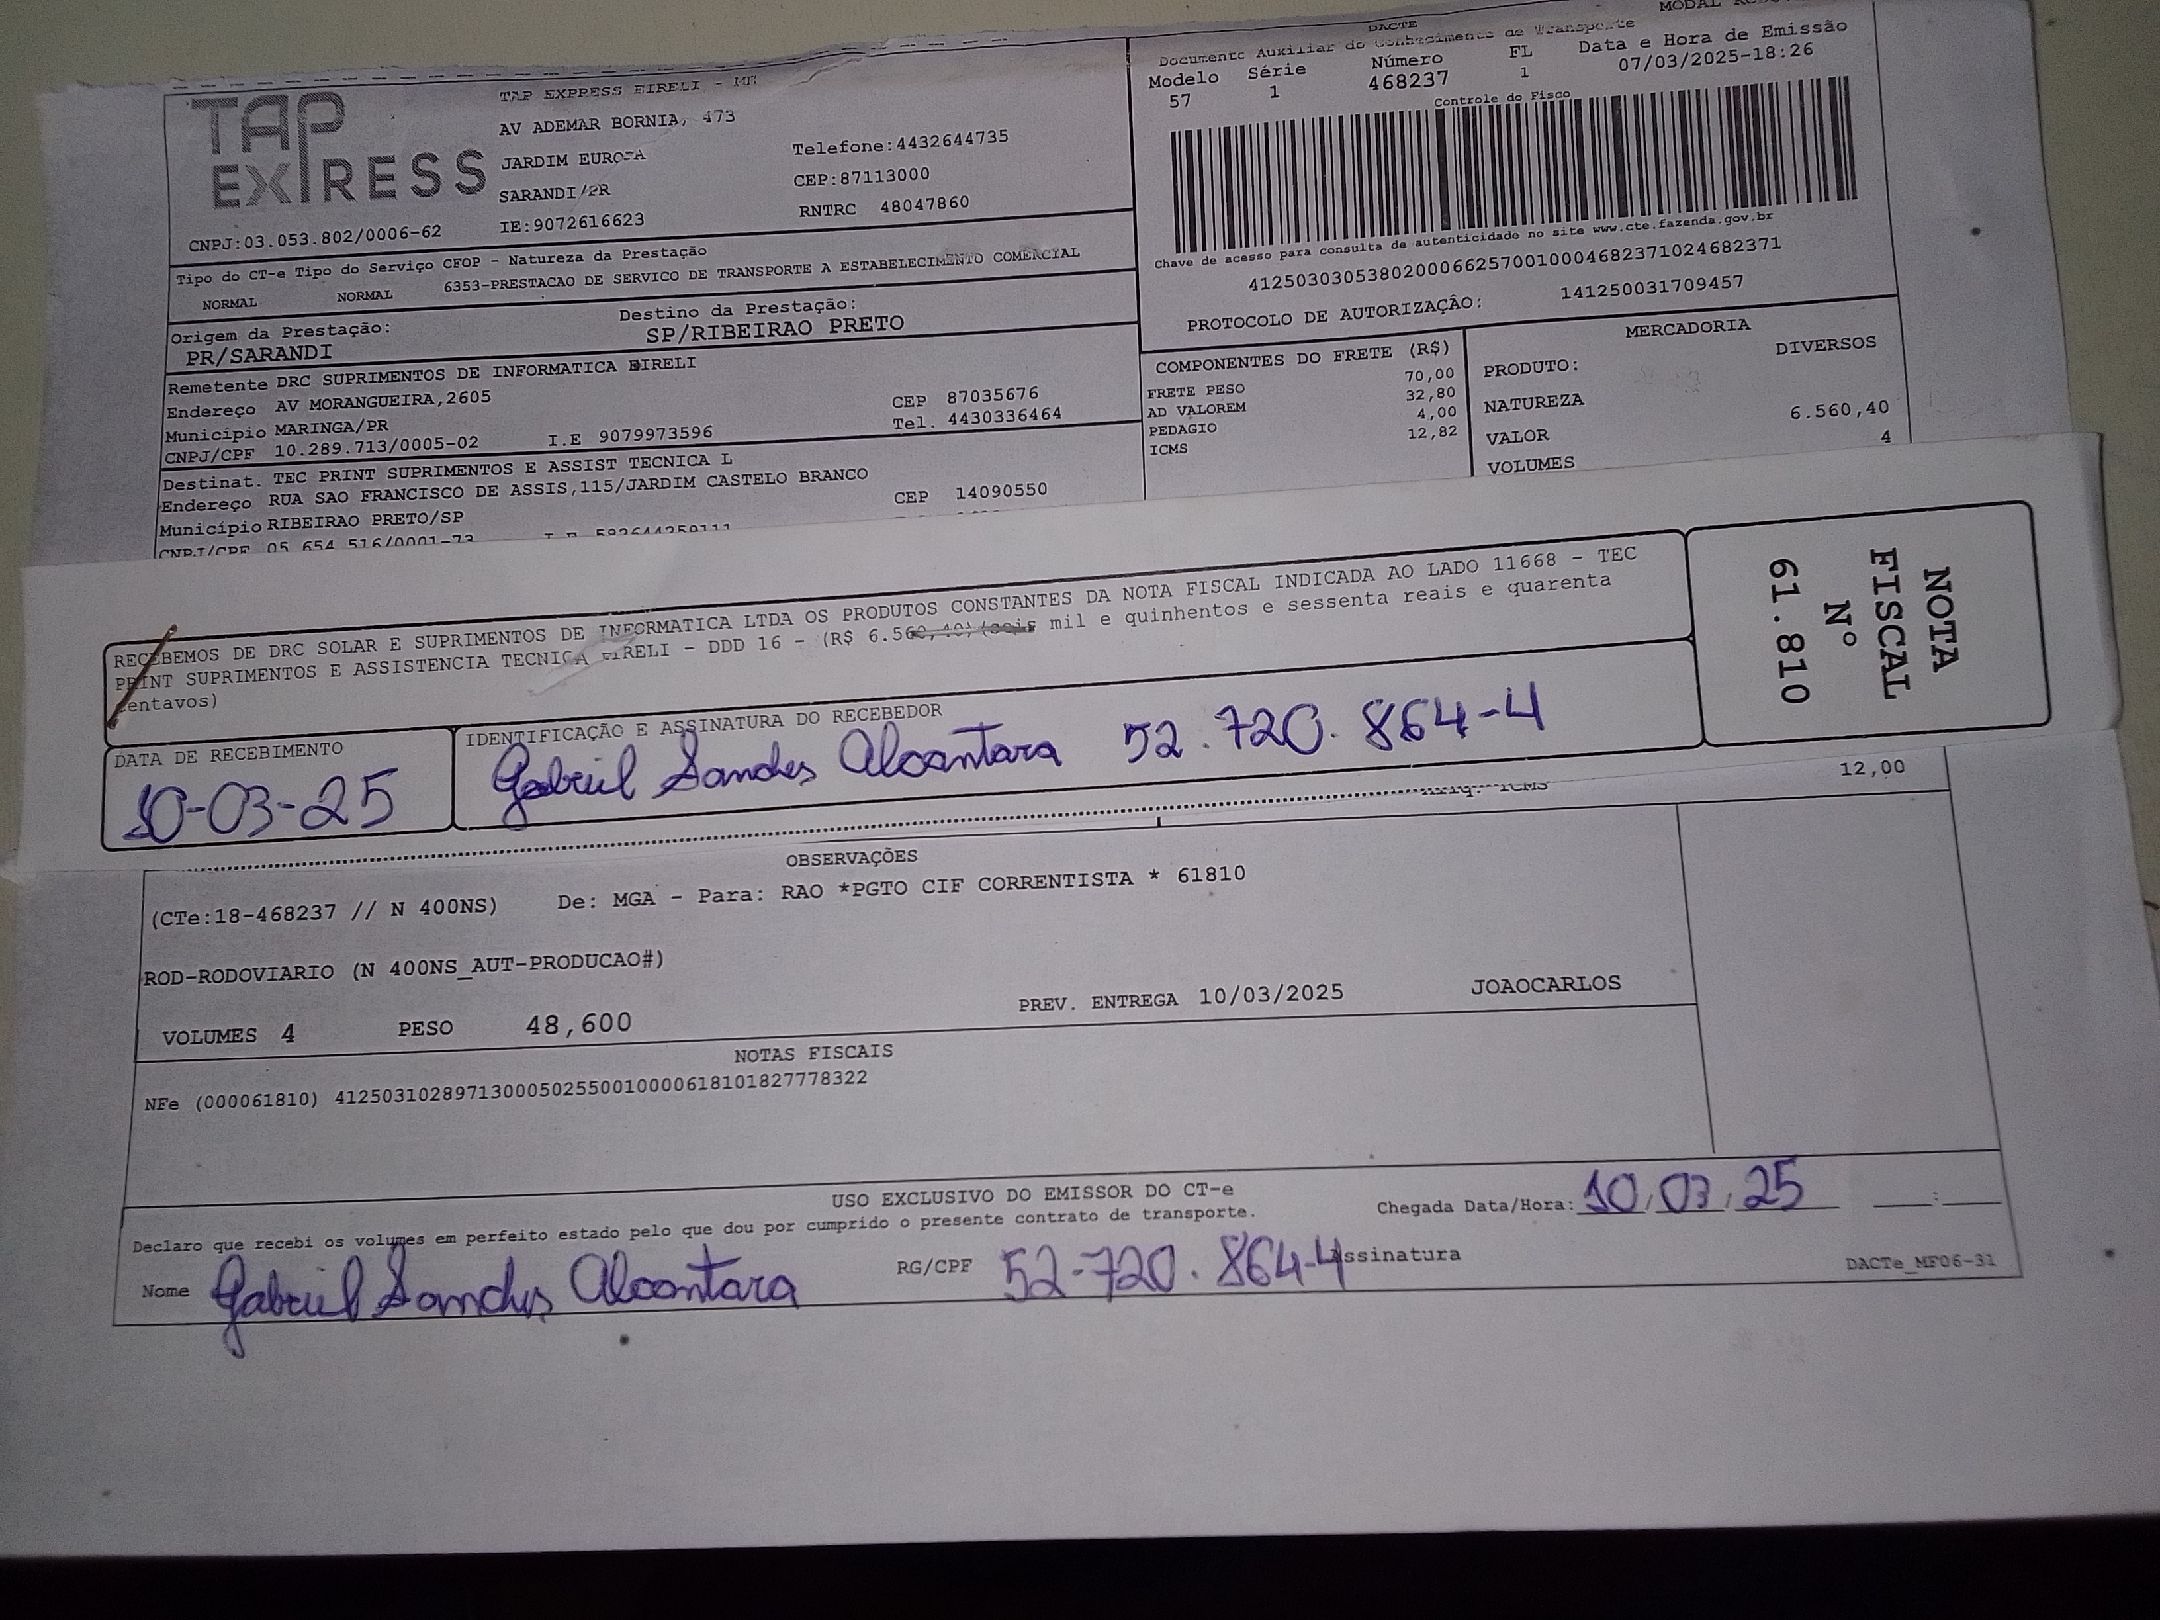 DACTE
Documento Auxiliar do Conhecimento de Transporte
Modelo Série Número FL Data e Hora de Emissão
57 1 468237 1 07/03/2025-18:26
Controle do Fisco
TAP EXPRESS
TAP EXPRESS EIRELI - ME
AV ADEMAR BORNIA, 473
JARDIM EUROPA Telefone:4432644735
SARANDI/PR CEP:87113000
CNPJ:03.053.802/0006-62 IE:9072616623 RNTRC 48047860
Chave de acesso para consulta de autenticidade no site www.cte.fazenda.gov.br
41250303053802000662570010004682371024682371
PROTOCOLO DE AUTORIZAÇÂO: 141250031709457
Tipo do CT-e Tipo do Serviço CFOP - Natureza da Prestação
NORMAL NORMAL 6353-PRESTACAO DE SERVICO DE TRANSPORTE A ESTABELECIMENTO COMERCIAL
Origem da Prestação: Destino da Prestação:
PR/SARANDI SP/RIBEIRAO PRETO
Remetente DRC SUPRIMENTOS DE INFORMATICA EIRELI
Endereço AV MORANGUEIRA,2605 CEP 87035676
Município MARINGA/PR Tel. 4430336464
CNPJ/CPF 10.289.713/0005-02 I.E 9079973596
Destinat. TEC PRINT SUPRIMENTOS E ASSIST TECNICA L
Endereço RUA SAO FRANCISCO DE ASSIS,115/JARDIM CASTELO BRANCO
Município RIBEIRAO PRETO/SP CEP 14090550
CNPJ/CPF 05.654.516/0001-73
COMPONENTES DO FRETE (R$)
FRETE PESO 70,00
AD VALOREM 32,80
PEDAGIO 4,00
ICMS 12,82
MERCADORIA
PRODUTO: DIVERSOS
NATUREZA
VALOR 6.560,40
VOLUMES 4
RECEBEMOS DE DRC SOLAR E SUPRIMENTOS DE INFORMATICA LTDA OS PRODUTOS CONSTANTES DA NOTA FISCAL INDICADA AO LADO 11668 - TEC
PRINT SUPRIMENTOS E ASSISTENCIA TECNICA EIRELI - DDD 16 - (R$ 6.560,40)(seis mil e quinhentos e sessenta reais e quarenta
centavos)
DATA DE RECEBIMENTO IDENTIFICAÇÃO E ASSINATURA DO RECEBEDOR
10-03-25 Gabriel Sandes Alcantara 52.720.864-4
NOTA
FISCAL
Nº
61.810
12,00
OBSERVAÇÕES
(CTe:18-468237 // N 400NS) De: MGA - Para: RAO *PGTO CIF CORRENTISTA * 61810
ROD-RODOVIARIO (N 400NS_AUT-PRODUCAO#)
VOLUMES 4 PESO 48,600 PREV. ENTREGA 10/03/2025 JOAOCARLOS
NOTAS FISCAIS
NFe (000061810) 41250310289713000502550010000618101827778322
USO EXCLUSIVO DO EMISSOR DO CT-e
Declaro que recebi os volumes em perfeito estado pelo que dou por cumprido o presente contrato de transporte.
Chegada Data/Hora: 10/03/25 __:__
Nome Gabriel Sandes Alcantara RG/CPF 52-720.864-4 Assinatura
DACTe_MF06-31